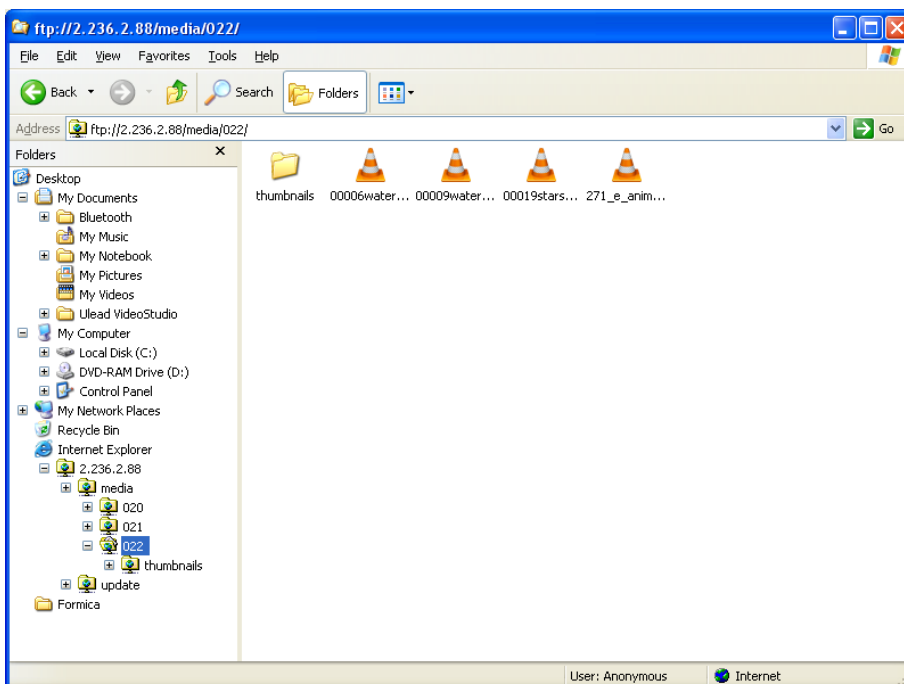 ftp://2.236.2.88/media/022/
File Edit View Favorites Tools Help
Back Search Folders
Address ftp://2.236.2.88/media/022/ Go
Folders
Desktop
My Documents
Bluetooth
My Music
My Notebook
My Pictures
My Videos
Ulead VideoStudio
My Computer
Local Disk (C:)
DVD-RAM Drive (D:)
Control Panel
My Network Places
Recycle Bin
Internet Explorer
2.236.2.88
media
020
021
022
thumbnails
update
Formica
thumbnails 00006water... 00009water... 00019stars... 271_e_anim...
User: Anonymous Internet